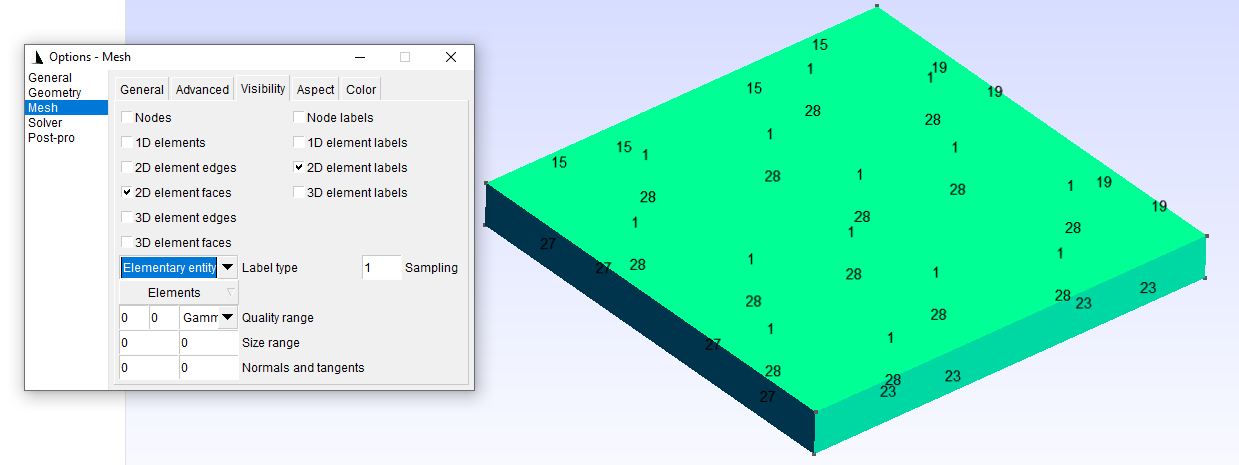 Options - Mesh
General
Geometry
Mesh
Solver
Post-pro
General Advanced Visibility Aspect Color
Nodes Node labels
1D elements 1D element labels
2D element edges 2D element labels
2D element faces 3D element labels
3D element edges
3D element faces
Elementary entity Label type 1 Sampling
Elements
0 0 Gamm Quality range
0 0 Size range
0 0 Normals and tangents
15
1
19
1
15
19
28
28
1
15
1
1
15
28
1
28
1
19
28
19
28
1
28
1
27
1
1
28
27
1
28
23
28
28
23
28
1
1
27
28
23
28
23
27